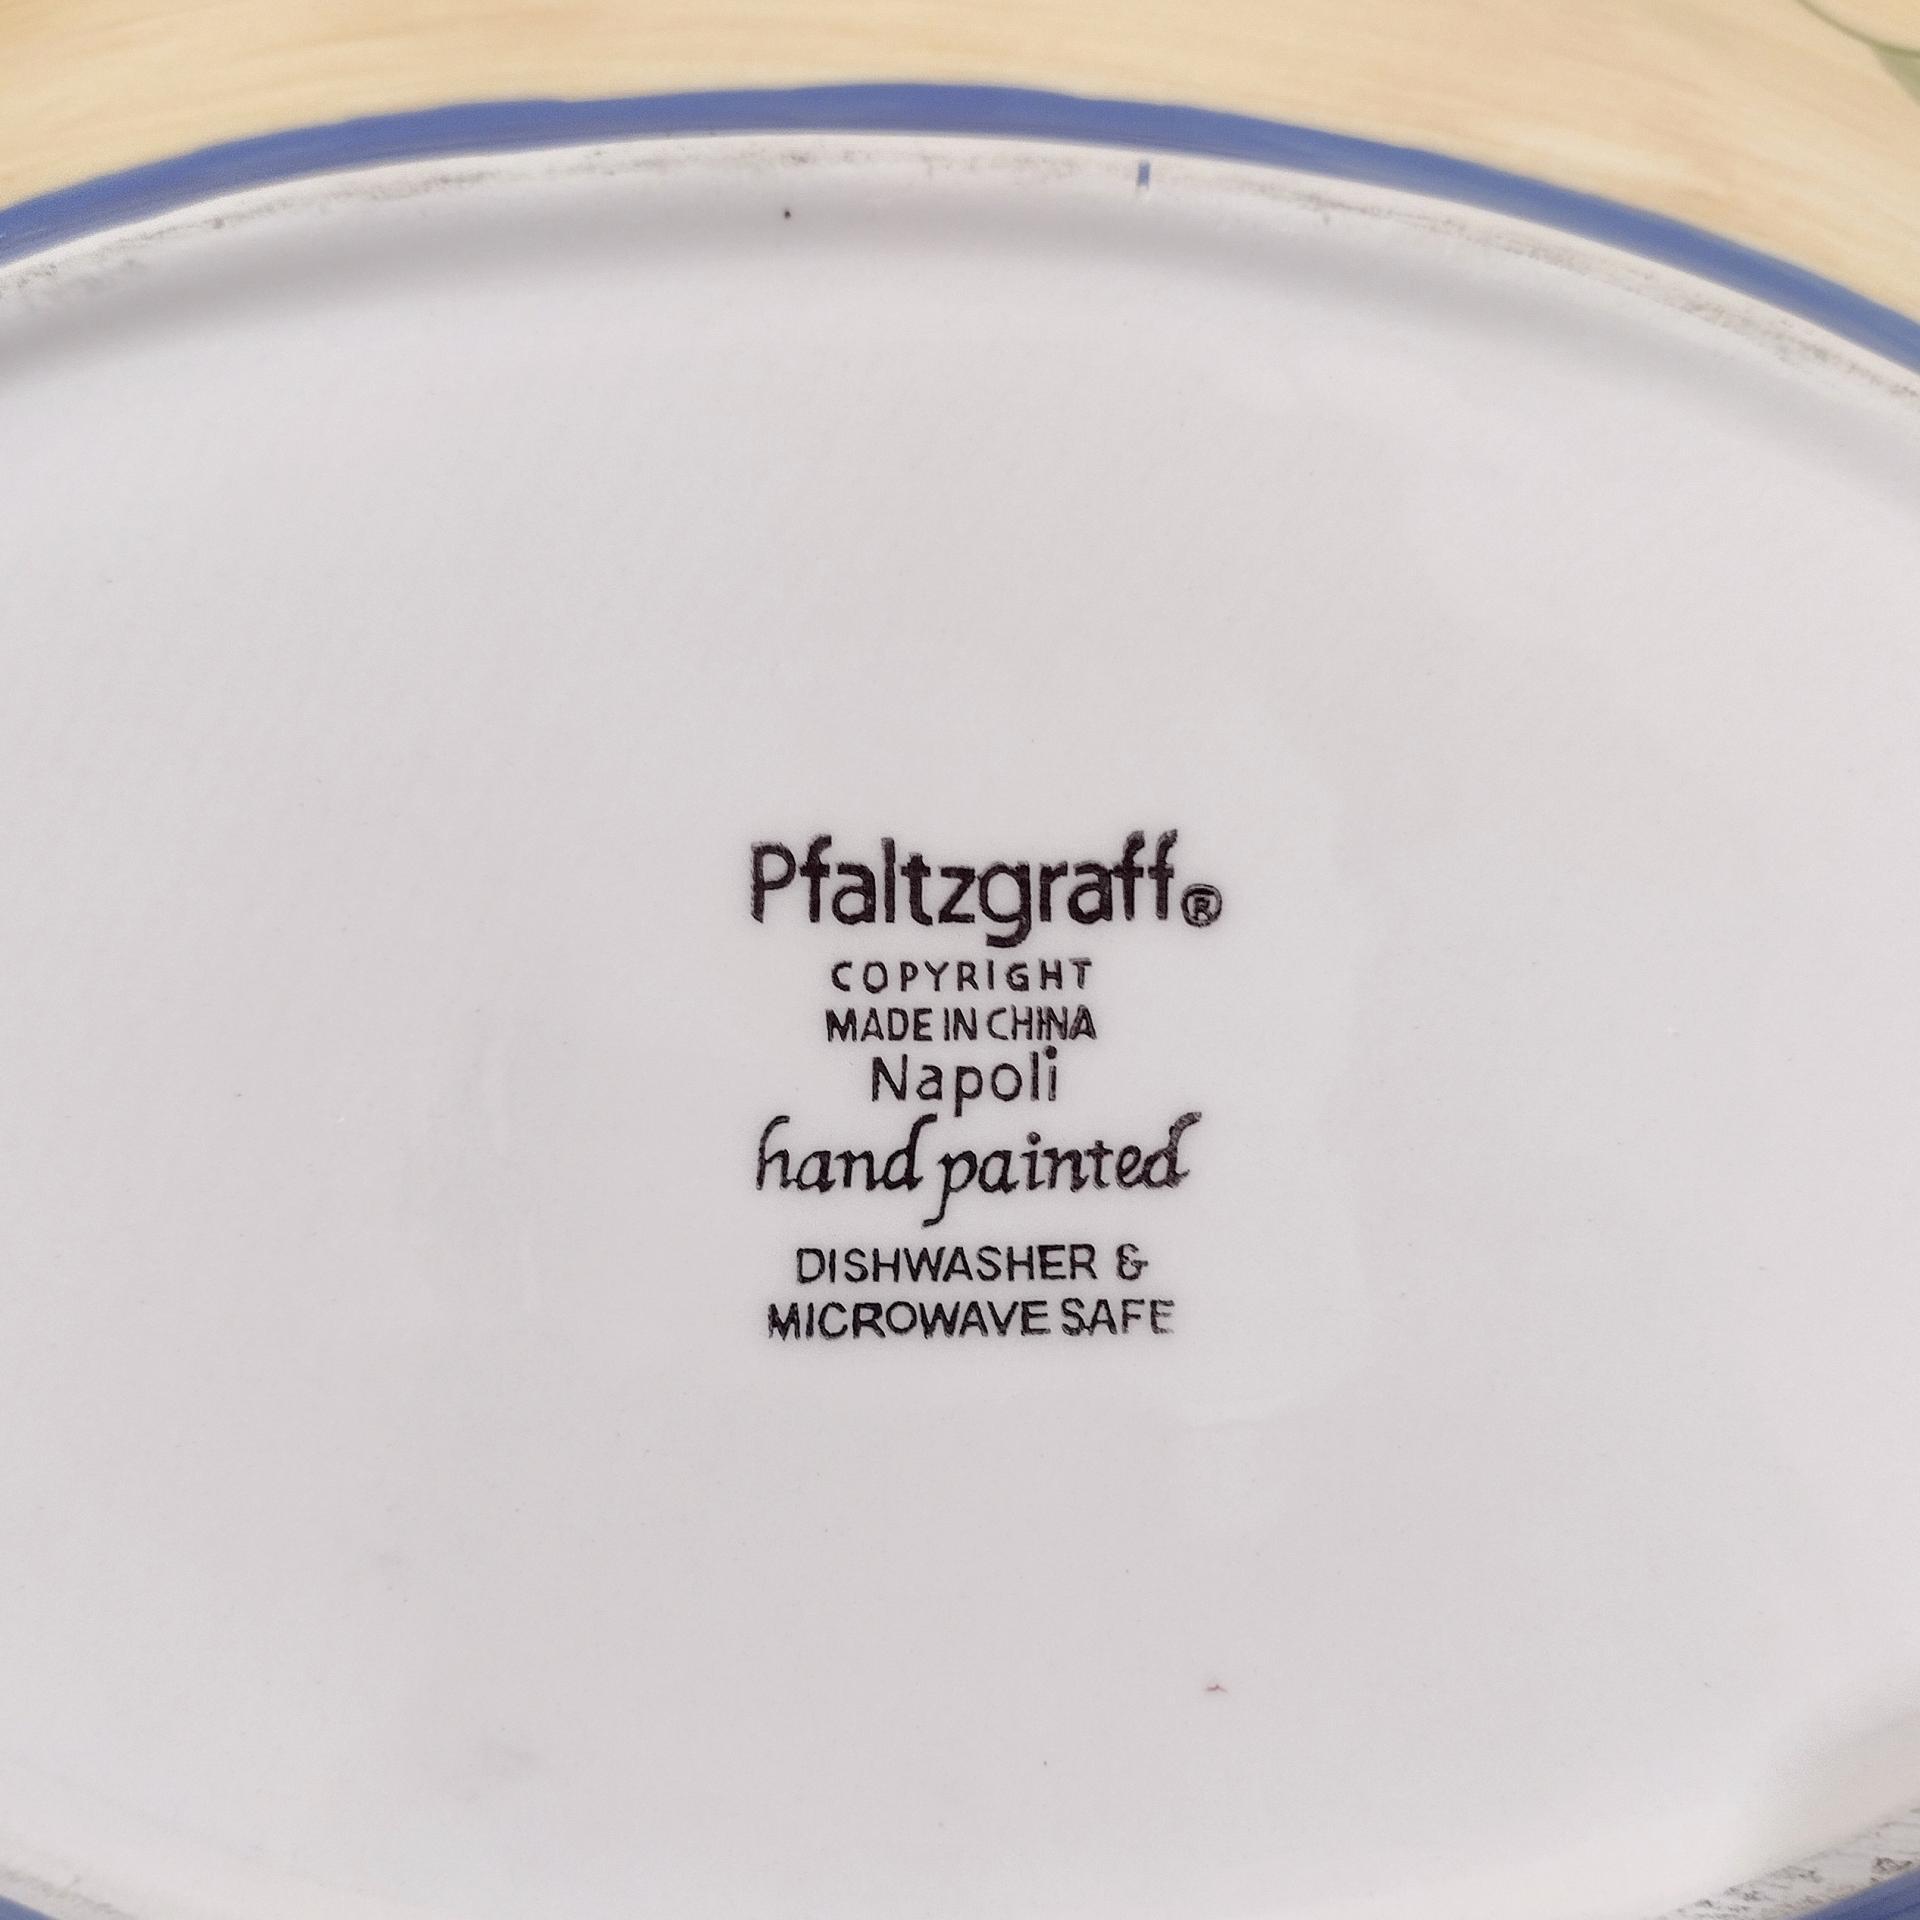 Pfaltzgraff®
COPYRIGHT
MADE IN CHINA
Napoli
hand painted
DISHWASHER &
MICROWAVE SAFE